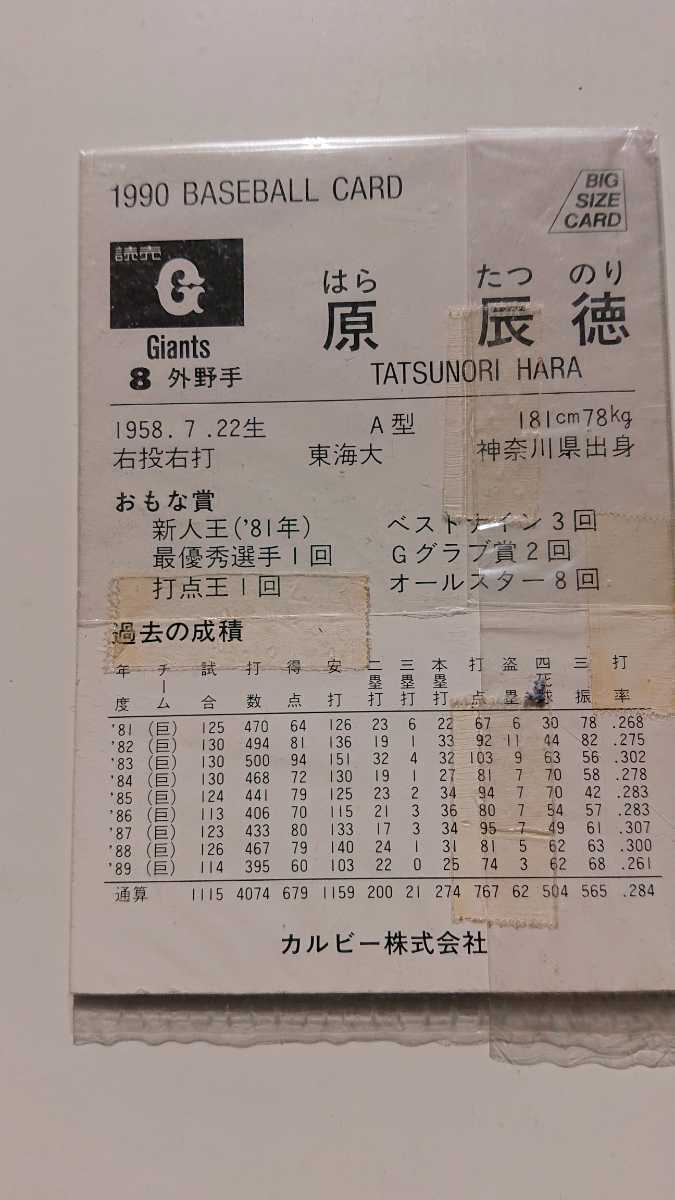 1990 BASEBALL CARD
BIG
SIZE
CARD
読売
G
Giants
8 外野手
はら たつ のり
原 辰徳
TATSUNORI HARA
1958.7.22生 A型 181cm78kg
右投右打 東海大 神奈川県出身
おもな賞
新人王('81年) ベストナイン3回
最優秀選手1回 Gグラブ賞2回
打点王1回 オールスター8回
過去の成積
年度 チーム 試合 打数 得点 安打 二塁打 三塁打 本塁打 打点 盗塁 四死球 三振 打率
'81 (巨) 125 470 64 126 23 6 22 67 6 30 78 .268
'82 (巨) 130 494 81 136 19 1 33 92 11 44 82 .275
'83 (巨) 130 500 94 151 32 4 32 103 9 63 56 .302
'84 (巨) 130 468 72 130 19 1 27 81 7 70 58 .278
'85 (巨) 124 441 79 125 23 2 34 94 7 70 42 .283
'86 (巨) 113 406 70 115 21 3 36 80 7 54 57 .283
'87 (巨) 123 433 80 133 17 3 34 95 7 49 61 .307
'88 (巨) 126 467 79 140 24 1 31 81 5 62 63 .300
'89 (巨) 114 395 60 103 22 0 25 74 3 62 68 .261
通算 1115 4074 679 1159 200 21 274 767 62 504 565 .284
カルビー株式会社